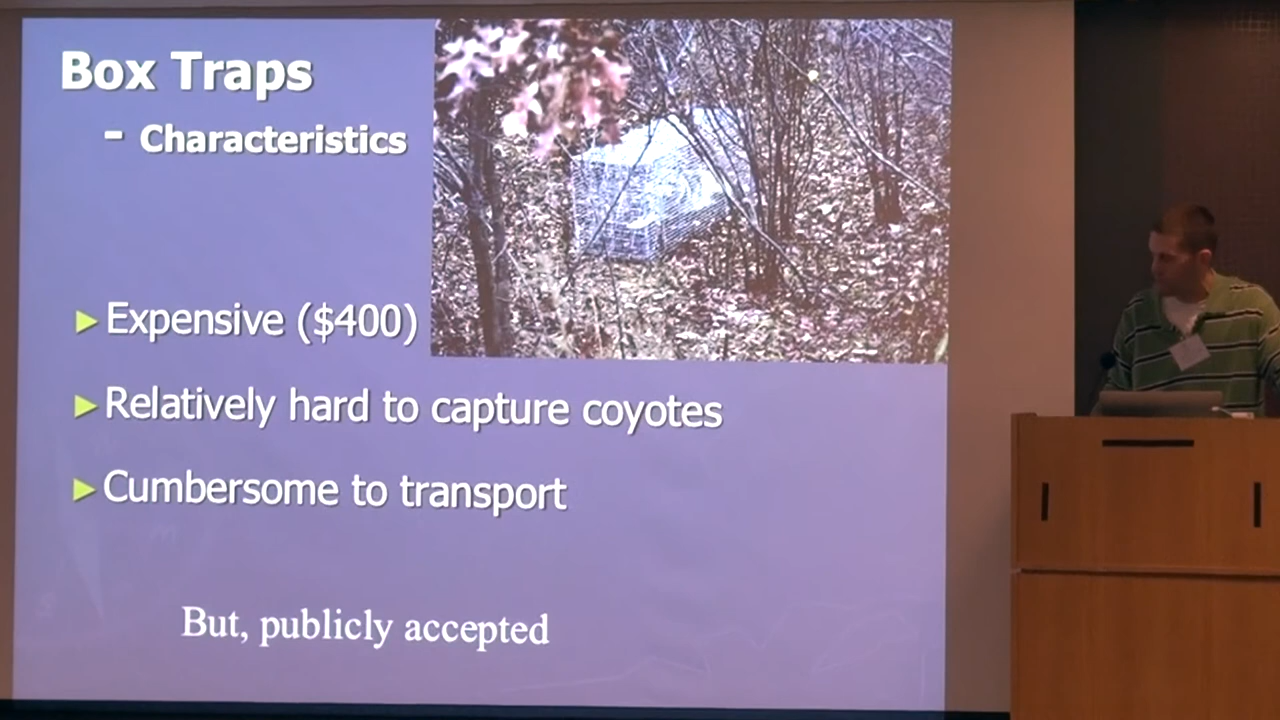 Box Traps
- Characteristics
► Expensive ($400)
► Relatively hard to capture coyotes
► Cumbersome to transport
But, publicly accepted